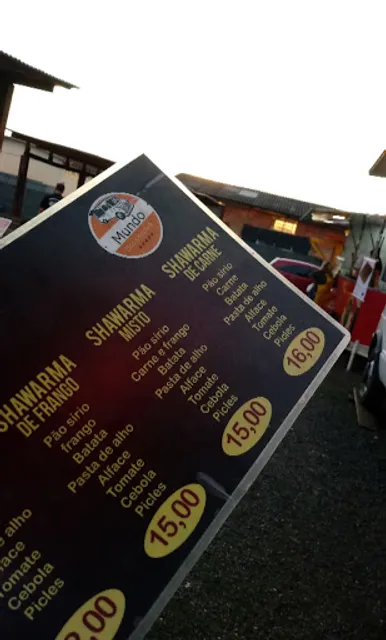 Mundo
SHAWARMA
DE CARNE
Pão sírio
Carne
Batata
Pasta de alho
Alface
Tomate
Cebola
Picles
16,00
SHAWARMA
MISTO
Pão sírio
Carne e frango
Batata
Pasta de alho
Alface
Tomate
Cebola
Picles
15,00
SHAWARMA
DE FRANGO
Pão sírio
frango
Batata
Pasta de alho
Alface
Tomate
Cebola
Picles
15,00
alho
Tomate
Cebola
Picles